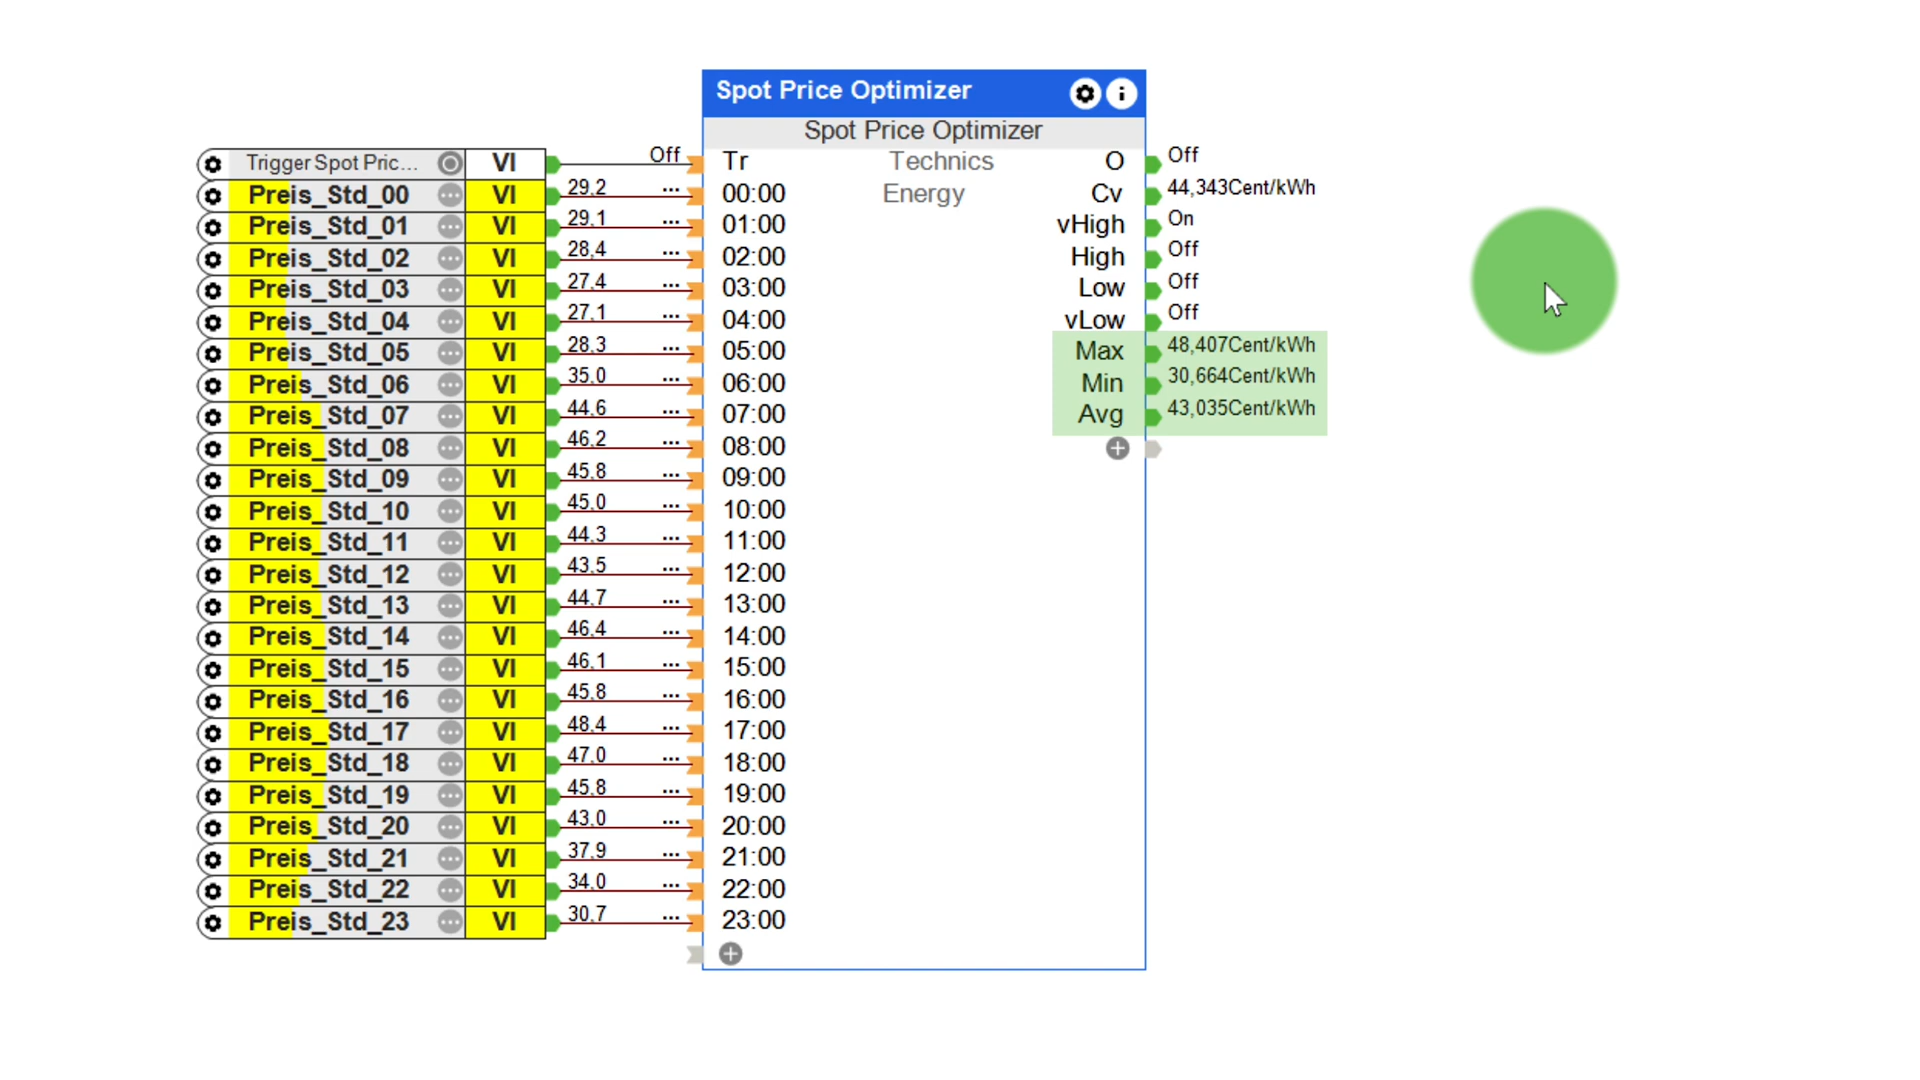 Spot Price Optimizer
Spot Price Optimizer
Trigger Spot Pric... VI Off Tr Technics O Off
Preis_Std_00 VI 29,2 ... 00:00 Energy Cv 44,343Cent/kWh
Preis_Std_01 VI 29,1 ... 01:00 vHigh On
Preis_Std_02 VI 28,4 ... 02:00 High Off
Preis_Std_03 VI 27,4 ... 03:00 Low Off
Preis_Std_04 VI 27,1 ... 04:00 vLow Off
Preis_Std_05 VI 28,3 ... 05:00 Max 48,407Cent/kWh
Preis_Std_06 VI 35,0 ... 06:00 Min 30,664Cent/kWh
Preis_Std_07 VI 44,6 ... 07:00 Avg 43,035Cent/kWh
Preis_Std_08 VI 46,2 ... 08:00
Preis_Std_09 VI 45,8 ... 09:00
Preis_Std_10 VI 45,0 ... 10:00
Preis_Std_11 VI 44,3 ... 11:00
Preis_Std_12 VI 43,5 ... 12:00
Preis_Std_13 VI 44,7 ... 13:00
Preis_Std_14 VI 46,4 ... 14:00
Preis_Std_15 VI 46,1 ... 15:00
Preis_Std_16 VI 45,8 ... 16:00
Preis_Std_17 VI 48,4 ... 17:00
Preis_Std_18 VI 47,0 ... 18:00
Preis_Std_19 VI 45,8 ... 19:00
Preis_Std_20 VI 43,0 ... 20:00
Preis_Std_21 VI 37,9 ... 21:00
Preis_Std_22 VI 34,0 ... 22:00
Preis_Std_23 VI 30,7 ... 23:00